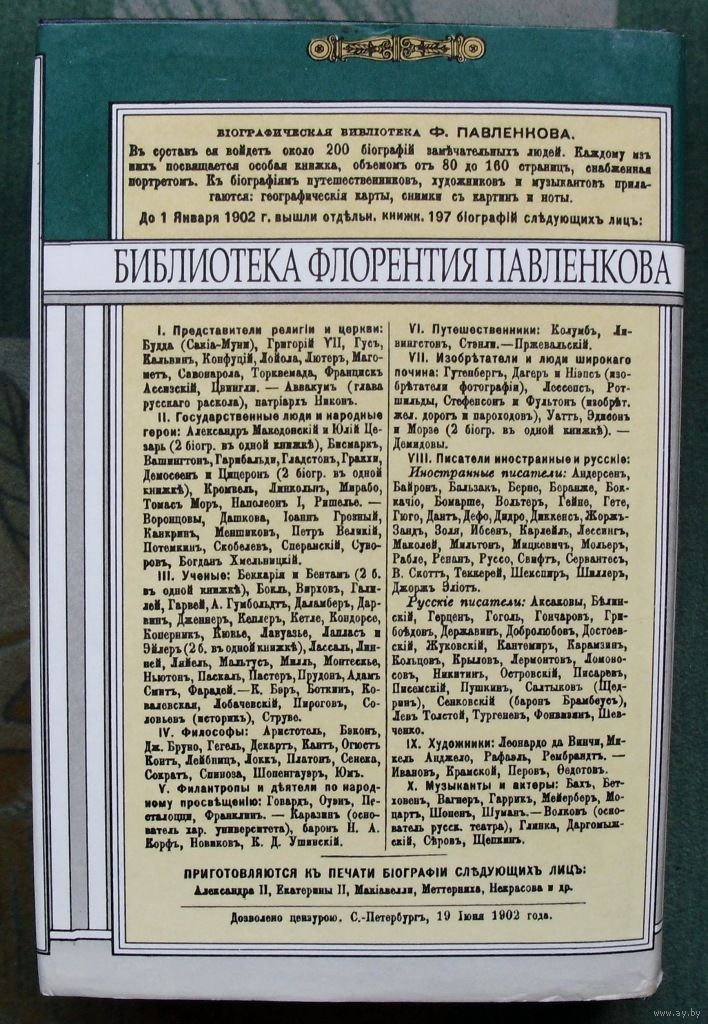 БІОГРАФИЧЕСКАЯ БИБЛІОТЕКА Ф. ПАВЛЕНКОВА.
Въ составъ ея войдетъ около 200 біографій замѣчательныхъ людей. Каждому изъ
нихъ посвящается особая книжка, объемомъ отъ 80 до 160 страницъ, снабженная
портретомъ. Къ біографіямъ путешественниковъ, художниковъ и музыкантовъ прила-
гаются: географическія карты, снимки съ картинъ и ноты.
До 1 Января 1902 г. вышли отдѣльн. книжк. 197 біографій слѣдующихъ лицъ:
БИБЛИОТЕКА ФЛОРЕНТИЯ ПАВЛЕНКОВА
I. Представители религіи и церкви:
Будда (Сакіа-Муни), Григорій VII, Гусъ,
Кальвинъ, Конфуцій, Лойола, Лютеръ, Маго-
метъ, Савонарола, Торквемада, Францискъ
Ассизскій, Цвингли. — Аввакумъ (глава
русскаго раскола), патріархъ Никонъ.
II. Государственные люди и народные
герои: Александръ Македонскій и Юлій Це-
зарь (2 біогр. въ одной книжкѣ), Бисмаркъ,
Вашингтонъ, Гарибальди, Гладстонъ, Гракхи,
Демосѳенъ и Цицеронъ (2 біогр. въ одной
книжкѣ), Кромвель, Линкольнъ, Мирабо,
Томасъ Моръ, Наполеонъ I, Ришелье. —
Воронцовы, Дашкова, Іоаннъ Грозный,
Канкринъ, Меншиковъ, Петръ Великій,
Потемкинъ, Скобелевъ, Сперанскій, Суво-
ровъ, Богданъ Хмельницкій.
III. Ученые: Беккарія и Бентамъ (2 б.
въ одной книжкѣ), Бокль, Вирховъ, Гали-
лей, Гарвей, А. Гумбольдтъ, Даламберъ, Дар-
винъ, Дженнеръ, Кеплеръ, Кетле, Кондорсе,
Коперникъ, Кювье, Лавуазье, Лапласъ и
Эйлеръ (2 б. въ одной книжкѣ), Лассаль, Лин-
ней, Ляйель, Мальтусъ, Милль, Монтескье,
Ньютонъ, Паскаль, Пастеръ, Прудонъ, Адамъ
Смитъ, Фарадей. — К. Бэръ, Боткинъ, Ко-
валевская, Лобачевскій, Пироговъ, Со-
ловьевъ (историкъ), Струве.
IV. Философы: Аристотель, Бэконъ,
Дж. Бруно, Гегель, Декартъ, Кантъ, Огюстъ
Контъ, Лейбницъ, Локкъ, Платонъ, Сенека,
Сократъ, Спиноза, Шопенгауэръ, Юмъ.
V. Филантропы и дѣятели по народ-
ному просвѣщенію: Говардъ, Оуэнъ, Пе-
сталоцци, Франклинъ. — Каразинъ (осно-
ватель хар. университета), баронъ Н. А.
Корфъ, Новиковъ, К. Д. Ушинскій.
VI. Путешественники: Колумбъ, Ли-
вингстонъ, Стэнли. — Пржевальскій.
VII. Изобрѣтатели и люди широкаго
почина: Гутенбергъ, Дагеръ и Ніэпсъ (изо-
брѣтатели фотографіи), Лессепсъ, Рот-
шильды, Стефенсонъ и Фультонъ (изобрѣт.
жел. дорогъ и пароходовъ), Уаттъ, Эдисонъ
и Морзе (2 біогр. въ одной книжкѣ). —
Демидовы.
VIII. Писатели иностранные и русскіе:
Иностранные писатели: Андерсенъ,
Байронъ, Бальзакъ, Берне, Беранже, Бок-
качіо, Бомарше, Вольтеръ, Гейне, Гете,
Гюго, Дантъ, Дефо, Дидро, Диккенсъ, Жоржъ-
Зандъ, Золя, Ибсенъ, Карлейль, Лессингъ,
Маколей, Мильтонъ, Мицкевичъ, Мольеръ,
Рабле, Ренанъ, Руссо, Свифтъ, Сервантесъ,
В. Скоттъ, Теккерей, Шекспиръ, Шиллеръ,
Джоржъ Эліотъ.
Русскіе писатели: Аксаковы, Бѣлин-
скій, Герценъ, Гоголь, Гончаровъ, Гри-
боѣдовъ, Державинъ, Добролюбовъ, Достоев-
скій, Жуковскій, Кантемиръ, Карамзинъ,
Кольцовъ, Крыловъ, Лермонтовъ, Ломоно-
совъ, Никитинъ, Островскій, Писаревъ,
Писемскій, Пушкинъ, Салтыковъ (Щед-
ринъ), Сенковскій (баронъ Брамбеусъ),
Левъ Толстой, Тургеневъ, Фонвизинъ, Шев-
ченко.
IX. Художники: Леонардо да Винчи, Ми-
кель Анджело, Рафаэль, Рембрандтъ. —
Ивановъ, Крамской, Перовъ, Ѳедотовъ.
X. Музыканты и актеры: Бахъ, Бет-
ховенъ, Вагнеръ, Гаррикъ, Мейерберъ, Мо-
цартъ, Шопенъ, Шуманъ. — Волковъ (осно-
ватель русск. театра), Глинка, Даргомыж-
скій, Сѣровъ, Щепкинъ.
ПРИГОТОВЛЯЮТСЯ КЪ ПЕЧАТИ БІОГРАФІИ СЛѢДУЮЩИХЪ ЛИЦЪ:
Александра II, Екатерины II, Макіавелли, Меттерниха, Некрасова и др.
Дозволено цензурою. С.-Петербургъ, 19 Іюня 1902 года.
www.ay.by